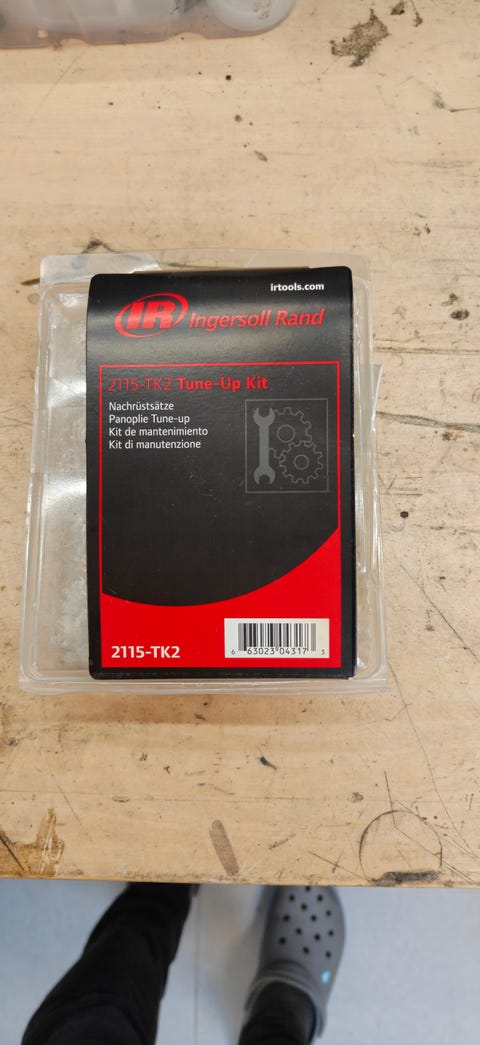 irtools.com
IR Ingersoll Rand
2115-TK2 Tune-Up Kit
Nachrüstsätze
Panoplie Tune-up
Kit de mantenimiento
Kit di manutenzione
2115-TK2
6 63023 04317 3